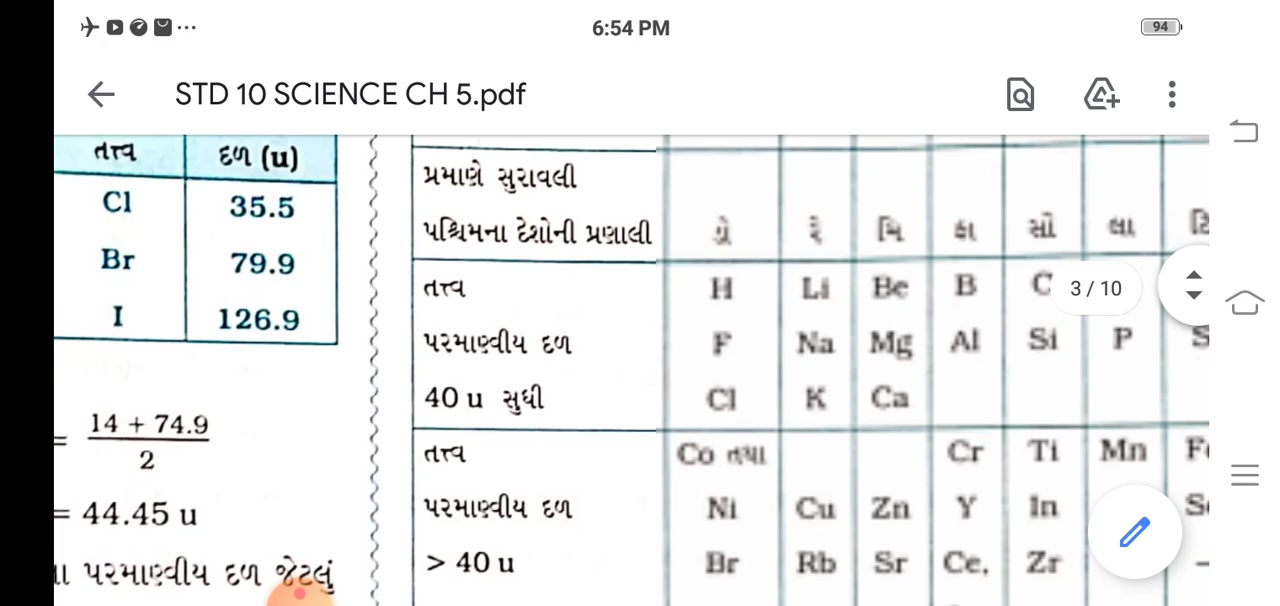 6:54 PM
94
STD 10 SCIENCE CH 5.pdf
તત્ત્વ દળ (u)
Cl 35.5
Br 79.9
I 126.9
= 14 + 74.9
2
= 44.45 u
પરમાણ્વીય દળ જેટલું
પ્રમાણે સુરાવલી
પશ્ચિમના દેશોની પ્રણાલી ગ્રે રે મિ ફા સૉ લા ટિ
તત્ત્વ H Li Be B C
પરમાણ્વીય દળ F Na Mg Al Si P S
40 u સુધી Cl K Ca
તત્ત્વ Co તથા Cr Ti Mn
પરમાણ્વીય દળ Ni Cu Zn Y In
> 40 u Br Rb Sr Ce, Zr –
3 / 10